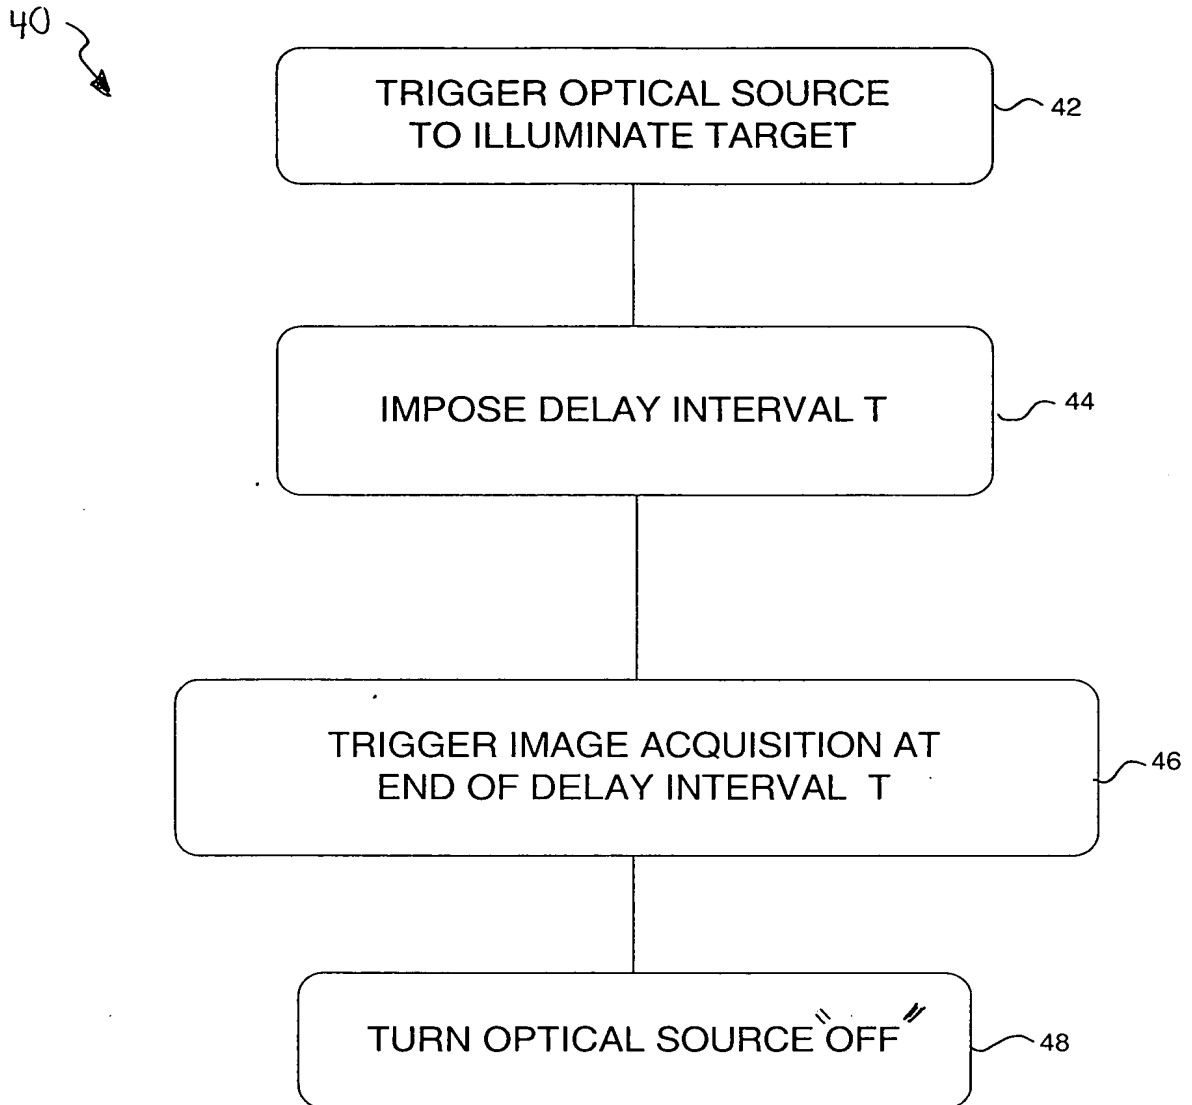 40
TRIGGER OPTICAL SOURCE
TO ILLUMINATE TARGET
42
IMPOSE DELAY INTERVAL T
44
TRIGGER IMAGE ACQUISITION AT
END OF DELAY INTERVAL T
46
TURN OPTICAL SOURCE "OFF"
48